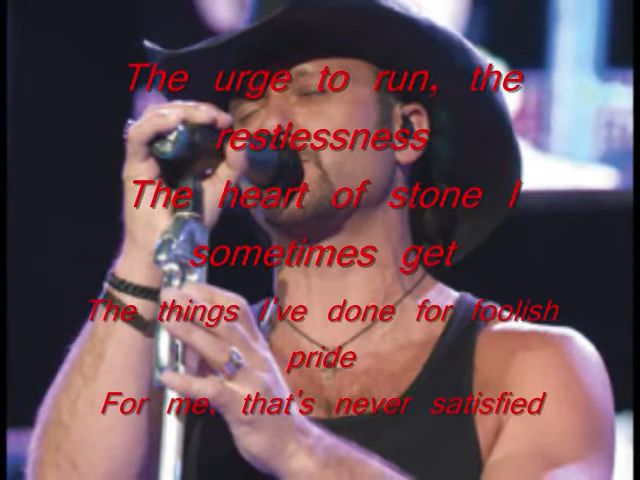 The urge to run, the
restlessness
The heart of stone I
sometimes get
The things I've done for foolish
pride
For me, that's never satisfied